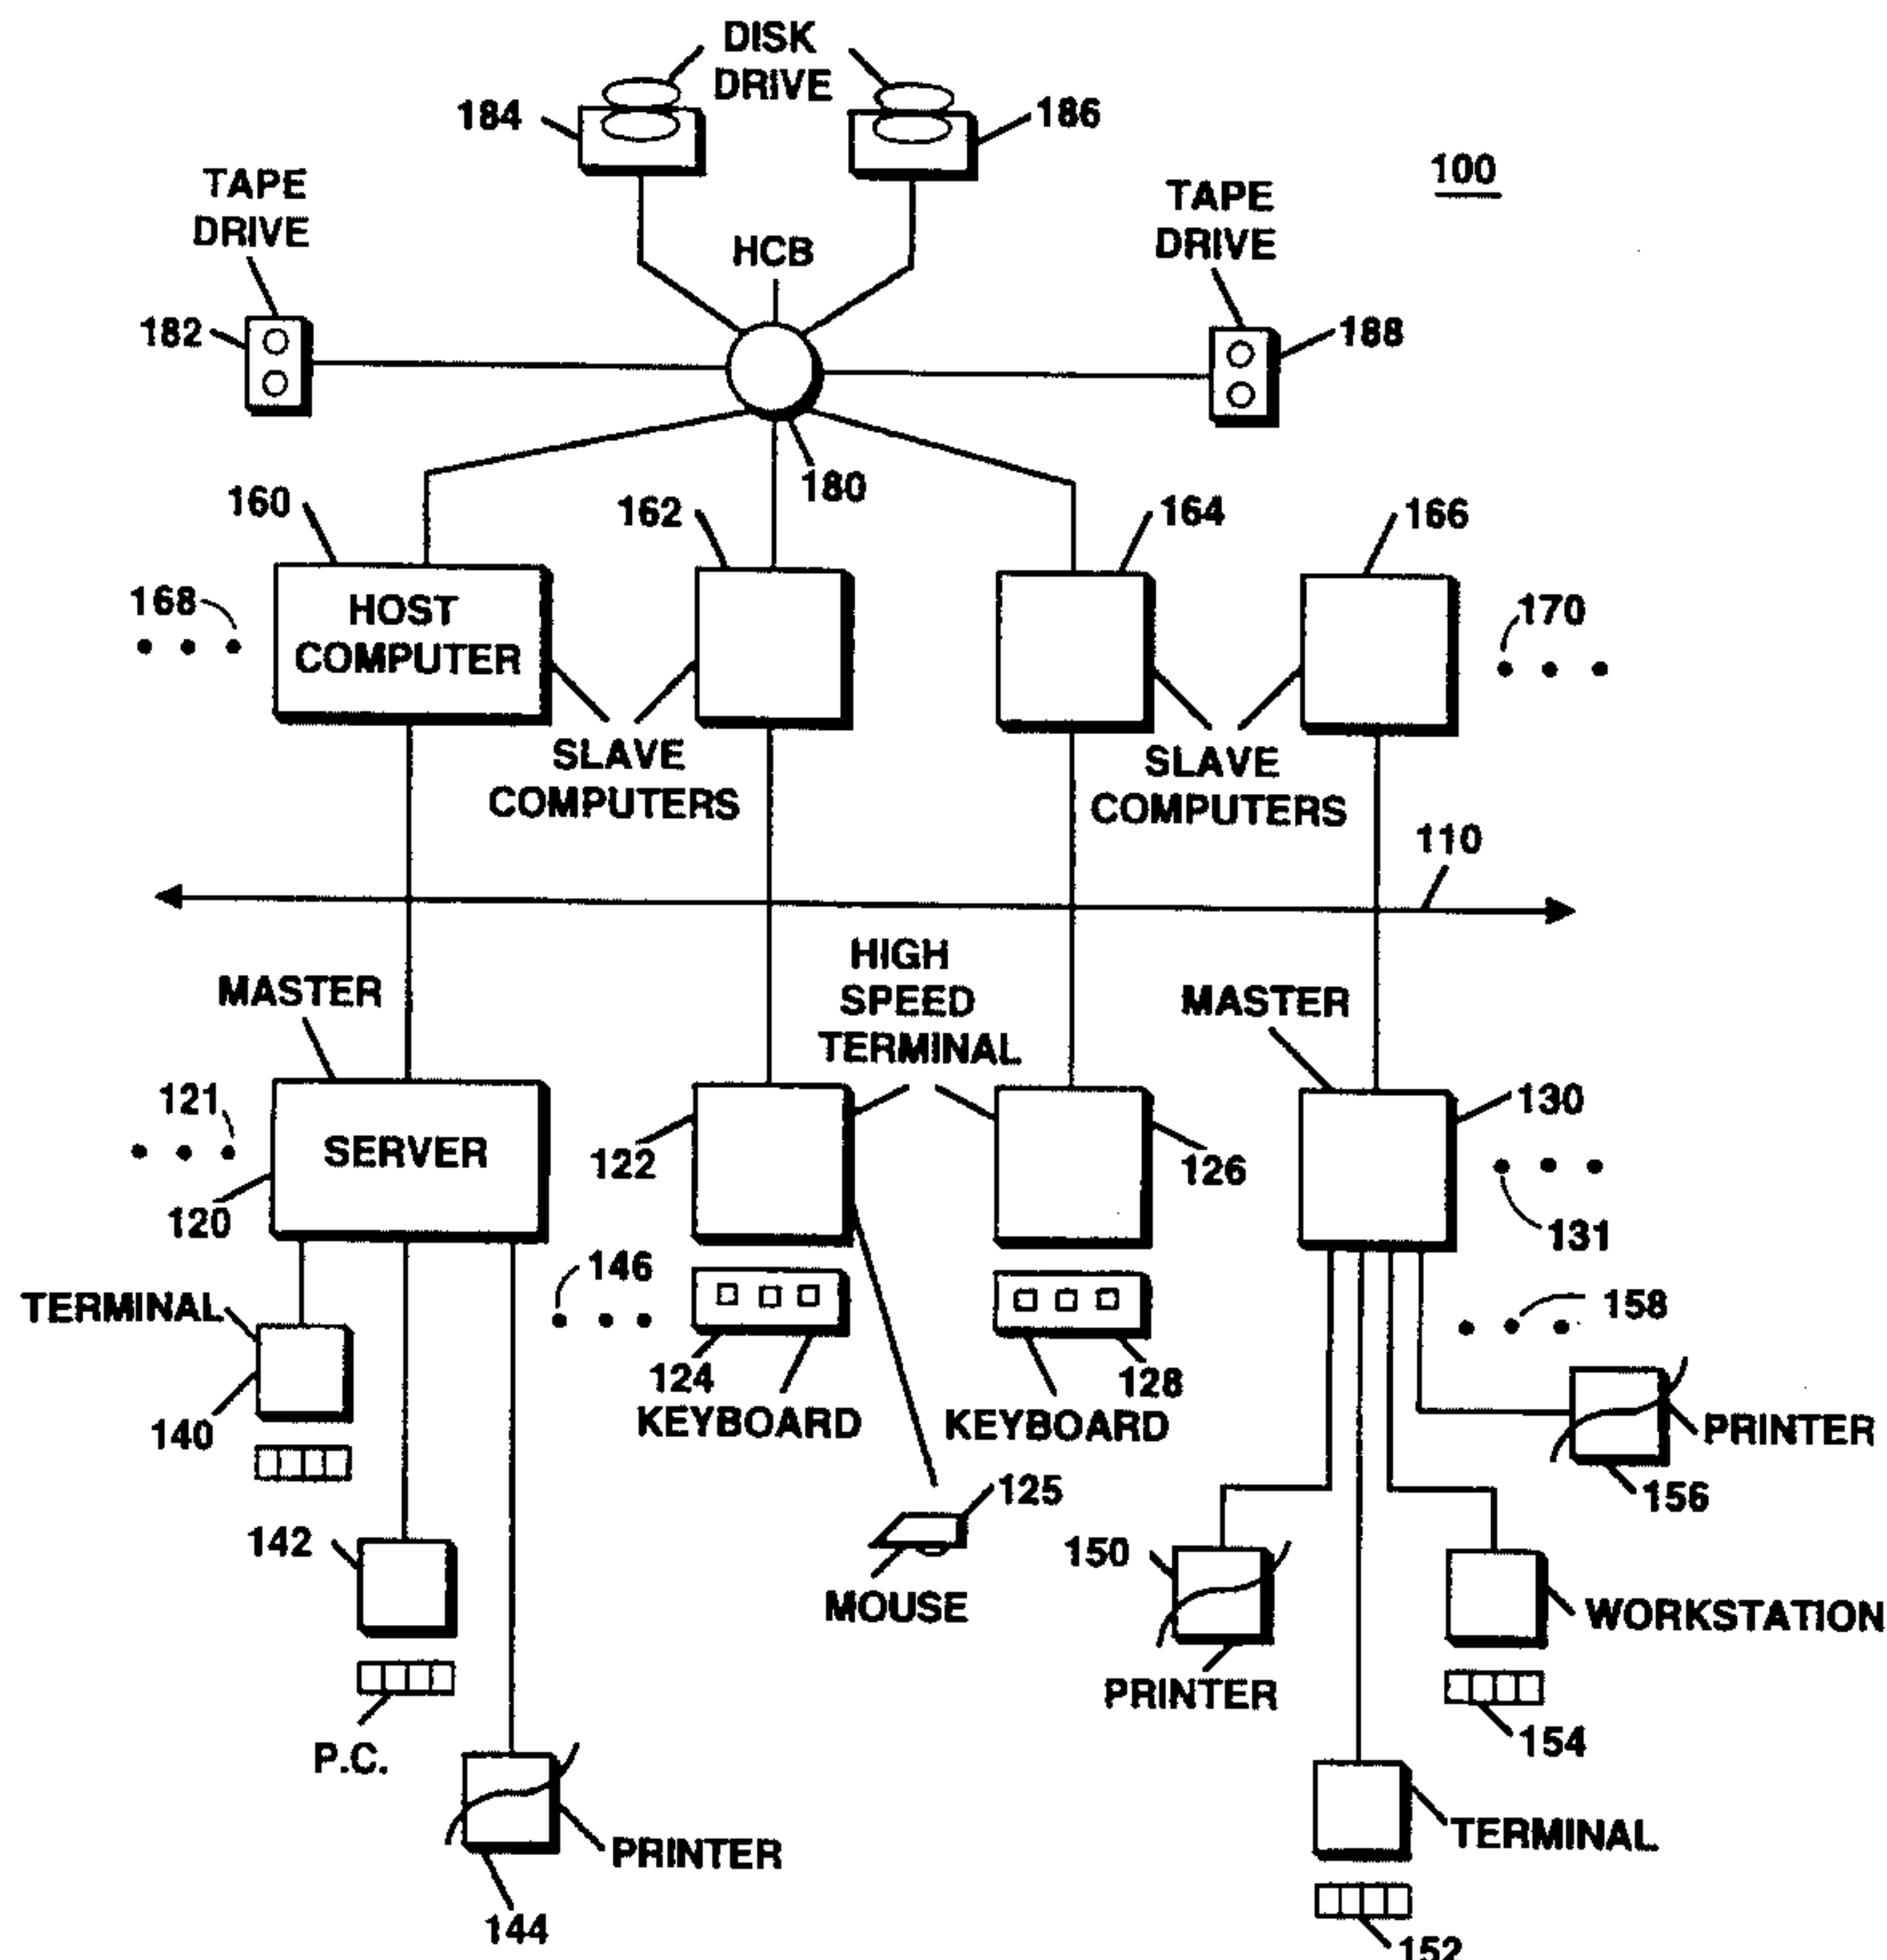 DISK
DRIVE
184
186
100
TAPE
DRIVE
TAPE
DRIVE
HCB
182
188
180
160
162
164
166
168
HOST
COMPUTER
170
SLAVE
COMPUTERS
SLAVE
COMPUTERS
110
HIGH
SPEED
TERMINAL
MASTER
MASTER
121
SERVER
130
122
126
120
131
146
TERMINAL
158
124
128
140
KEYBOARD
KEYBOARD
PRINTER
125
156
142
150
MOUSE
WORKSTATION
PRINTER
154
P.C.
TERMINAL
PRINTER
144
152